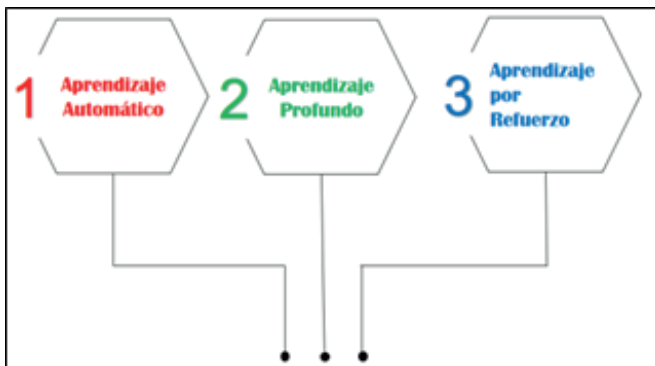 1 Aprendizaje
Automático
2 Aprendizaje
Profundo
3 Aprendizaje
por
Refuerzo